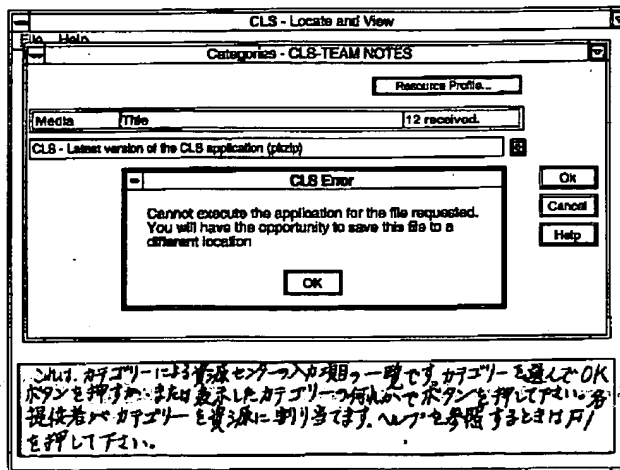 CLS - Locate and View
File Help
Categories - CLS-TEAM NOTES
Resource Profile...
Media Title 12 received.
CLS - Latest version of the CLS application (pkzip)
CLS Error
Ok
Cannot execute the application for the file requested.
You will have the opportunity to save this file to a
different location
Cancel
Help
OK
これは、カテゴリーによる資源センターの入力項目の一覧です。カテゴリーを選んでOK
ボタンを押すか、または表示したカテゴリーの何れかでボタンを押して下さい。各
提供者がカテゴリーを資源に割り当てます。ヘルプを参照するときはF1
を押して下さい。